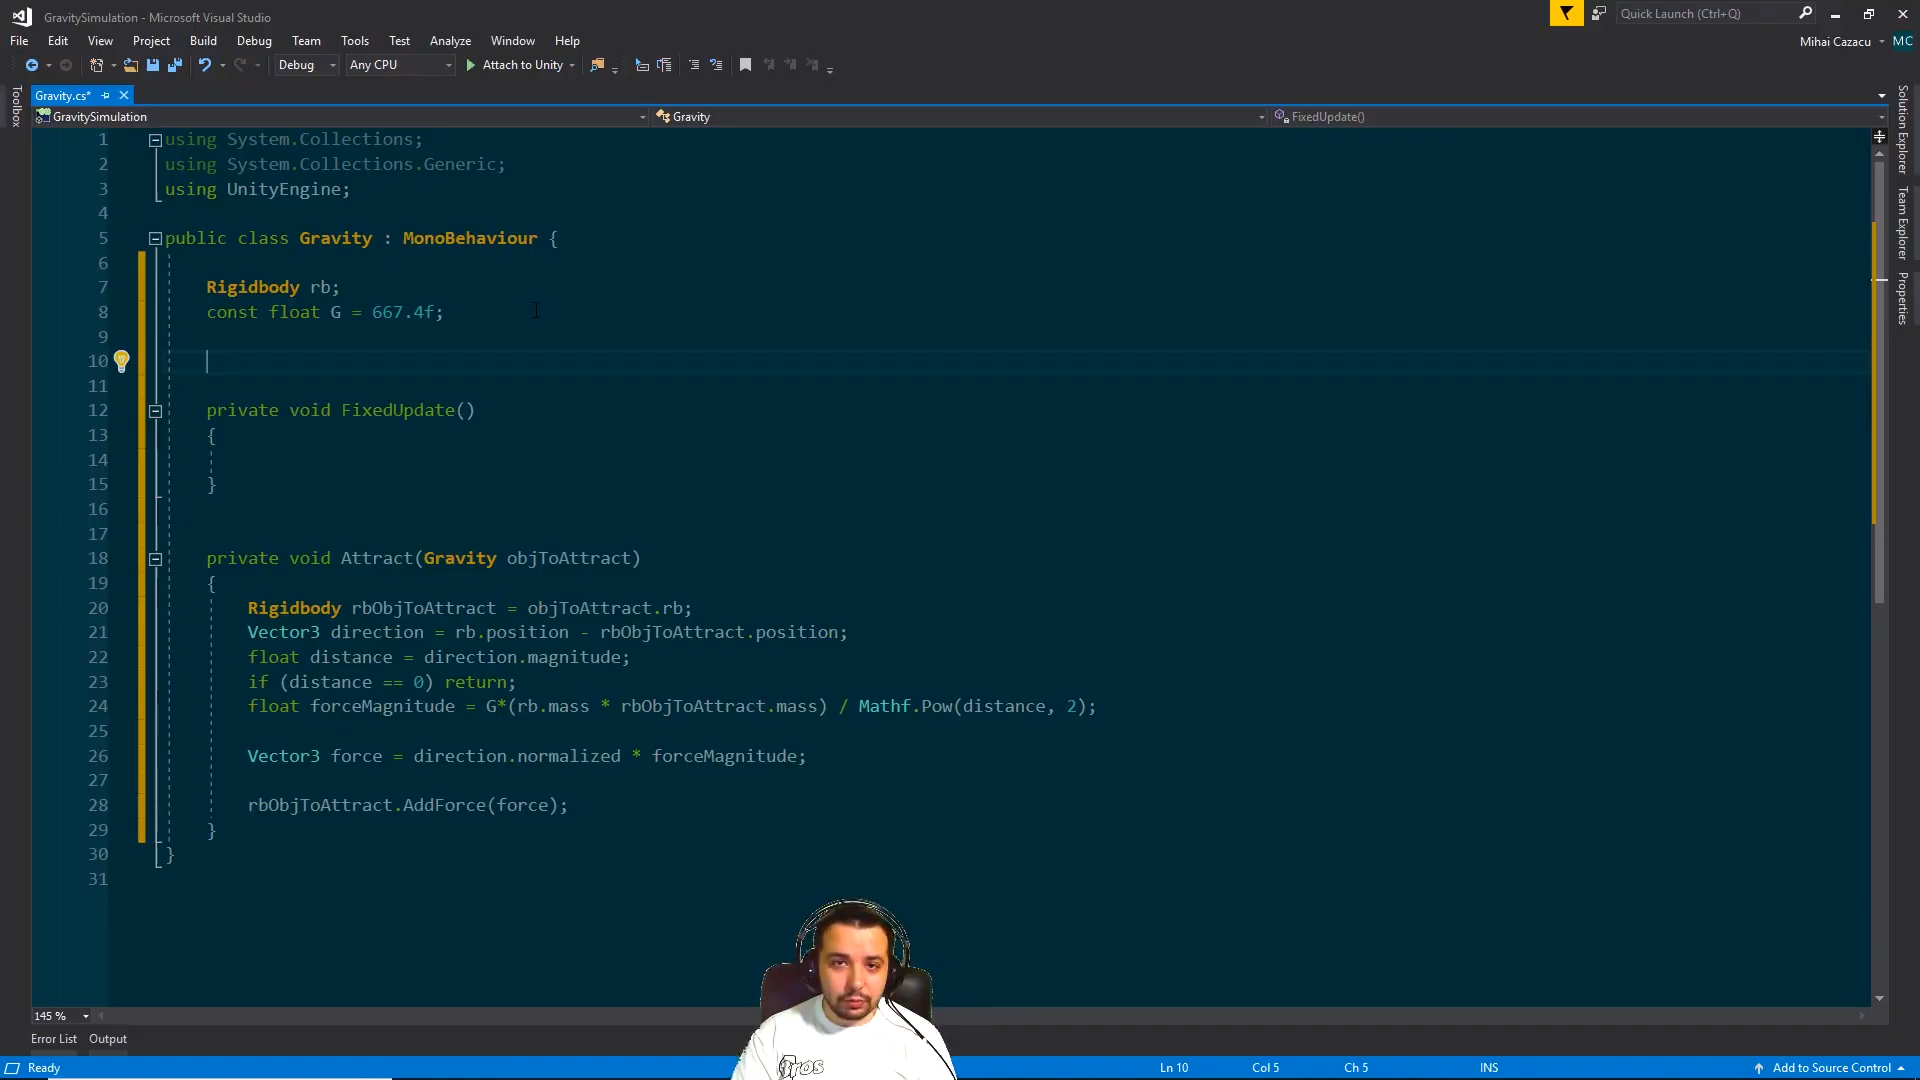 GravitySimulation - Microsoft Visual Studio
Quick Launch (Ctrl+Q)
File Edit View Project Build Debug Team Tools Test Analyze Window Help
Mihai Cazacu MC
Debug Any CPU Attach to Unity
Toolbox
Gravity.cs*
GravitySimulation Gravity FixedUpdate()
1 using System.Collections;
2 using System.Collections.Generic;
3 using UnityEngine;
4
5 public class Gravity : MonoBehaviour {
6
7 Rigidbody rb;
8 const float G = 667.4f;
9
10
11
12 private void FixedUpdate()
13 {
14
15 }
16
17
18 private void Attract(Gravity objToAttract)
19 {
20 Rigidbody rbObjToAttract = objToAttract.rb;
21 Vector3 direction = rb.position - rbObjToAttract.position;
22 float distance = direction.magnitude;
23 if (distance == 0) return;
24 float forceMagnitude = G*(rb.mass * rbObjToAttract.mass) / Mathf.Pow(distance, 2);
25
26 Vector3 force = direction.normalized * forceMagnitude;
27
28 rbObjToAttract.AddForce(force);
29 }
30 }
31
Solution Explorer
Team Explorer
Properties
145 %
Error List Output
Ready Ln 10 Col 5 Ch 5 INS Add to Source Control